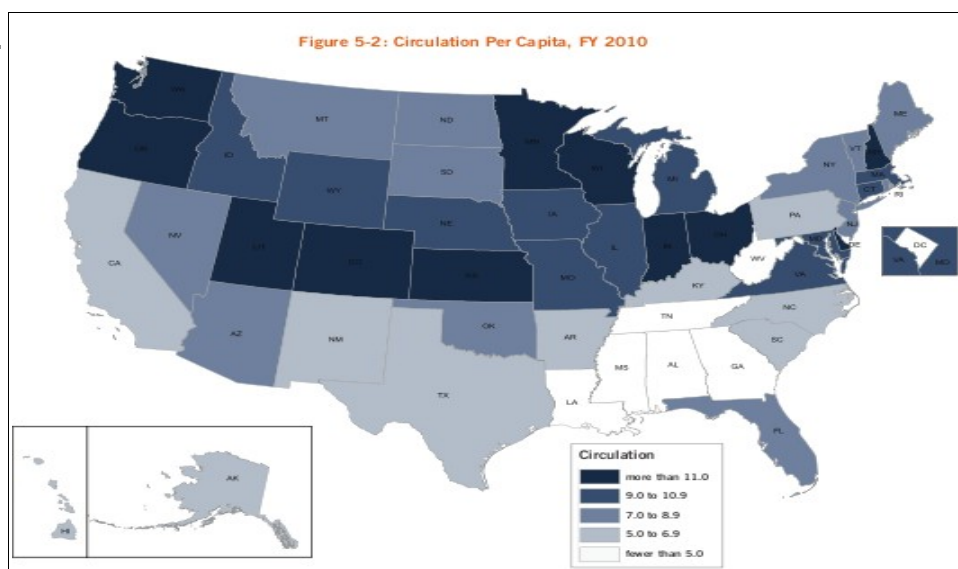 Figure 5-2: Circulation Per Capita, FY 2010
WA
MT
ND
MN
ME
OR
ID
SD
WI
MI
VT
NH
NY
MA
CT
RI
WY
IA
NE
PA
NJ
NV
UT
CO
IL
IN
OH
DE
MD
DC
VA
MD
CA
KS
MO
WV
VA
KY
AZ
NM
OK
AR
TN
NC
SC
MS
AL
GA
TX
LA
FL
AK
HI
Circulation
more than 11.0
9.0 to 10.9
7.0 to 8.9
5.0 to 6.9
fewer than 5.0